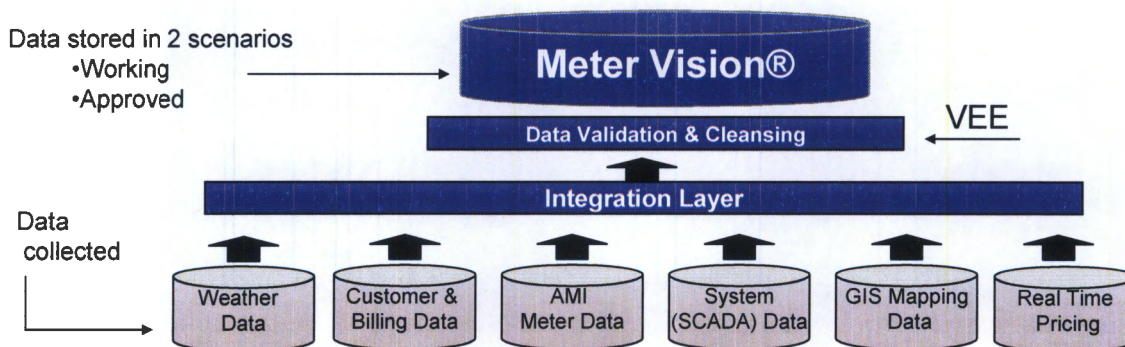 Data stored in 2 scenarios
•Working
•Approved
Meter Vision®
Data Validation & Cleansing
VEE
Integration Layer
Data
collected
Weather
Data
Customer &
Billing Data
AMI
Meter Data
System
(SCADA) Data
GIS Mapping
Data
Real Time
Pricing